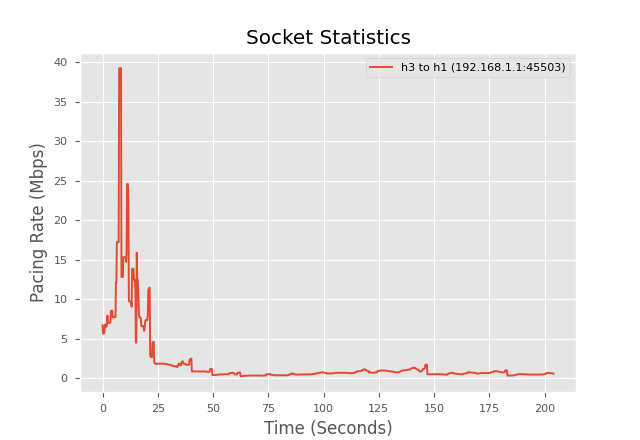 Socket Statistics
h3 to h1 (192.168.1.1:45503)
Pacing Rate (Mbps)
40
35
30
25
20
15
10
5
0
0 25 50 75 100 125 150 175 200
Time (Seconds)